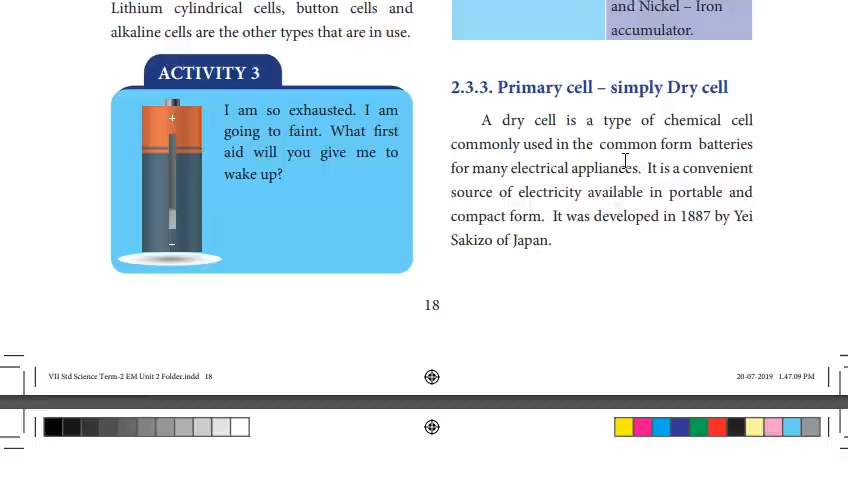 Lithium cylindrical cells, button cells and
alkaline cells are the other types that are in use.
ACTIVITY 3
I am so exhausted. I am
going to faint. What first
aid will you give me to
wake up?
+
–
and Nickel – Iron
accumulator.
2.3.3. Primary cell – simply Dry cell
A dry cell is a type of chemical cell
commonly used in the common form batteries
for many electrical appliances. It is a convenient
source of electricity available in portable and
compact form. It was developed in 1887 by Yei
Sakizo of Japan.
18
VII Std Science Term-2 EM Unit 2 Folder.indd 18
20-07-2019 1.47.09 PM